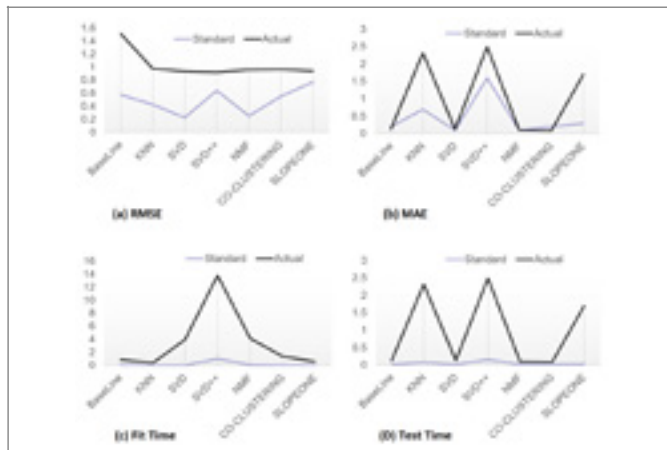 Standard Actual
1.6
1.4
1.2
1
0.8
0.6
0.4
0.2
0
BaseLine
KNN
SVD
SVD++
NMF
CO-CLUSTERING
SLOPEONE
(a) RMSE
Standard Actual
3
2.5
2
1.5
1
0.5
0
BaseLine
KNN
SVD
SVD++
NMF
CO-CLUSTERING
SLOPEONE
(b) MAE
Standard Actual
16
14
12
10
8
6
4
2
0
BaseLine
KNN
SVD
SVD++
NMF
CO-CLUSTERING
SLOPEONE
(c) Fit Time
Standard Actual
3
2.5
2
1.5
1
0.5
0
BaseLine
KNN
SVD
SVD++
NMF
CO-CLUSTERING
SLOPEONE
(D) Test Time